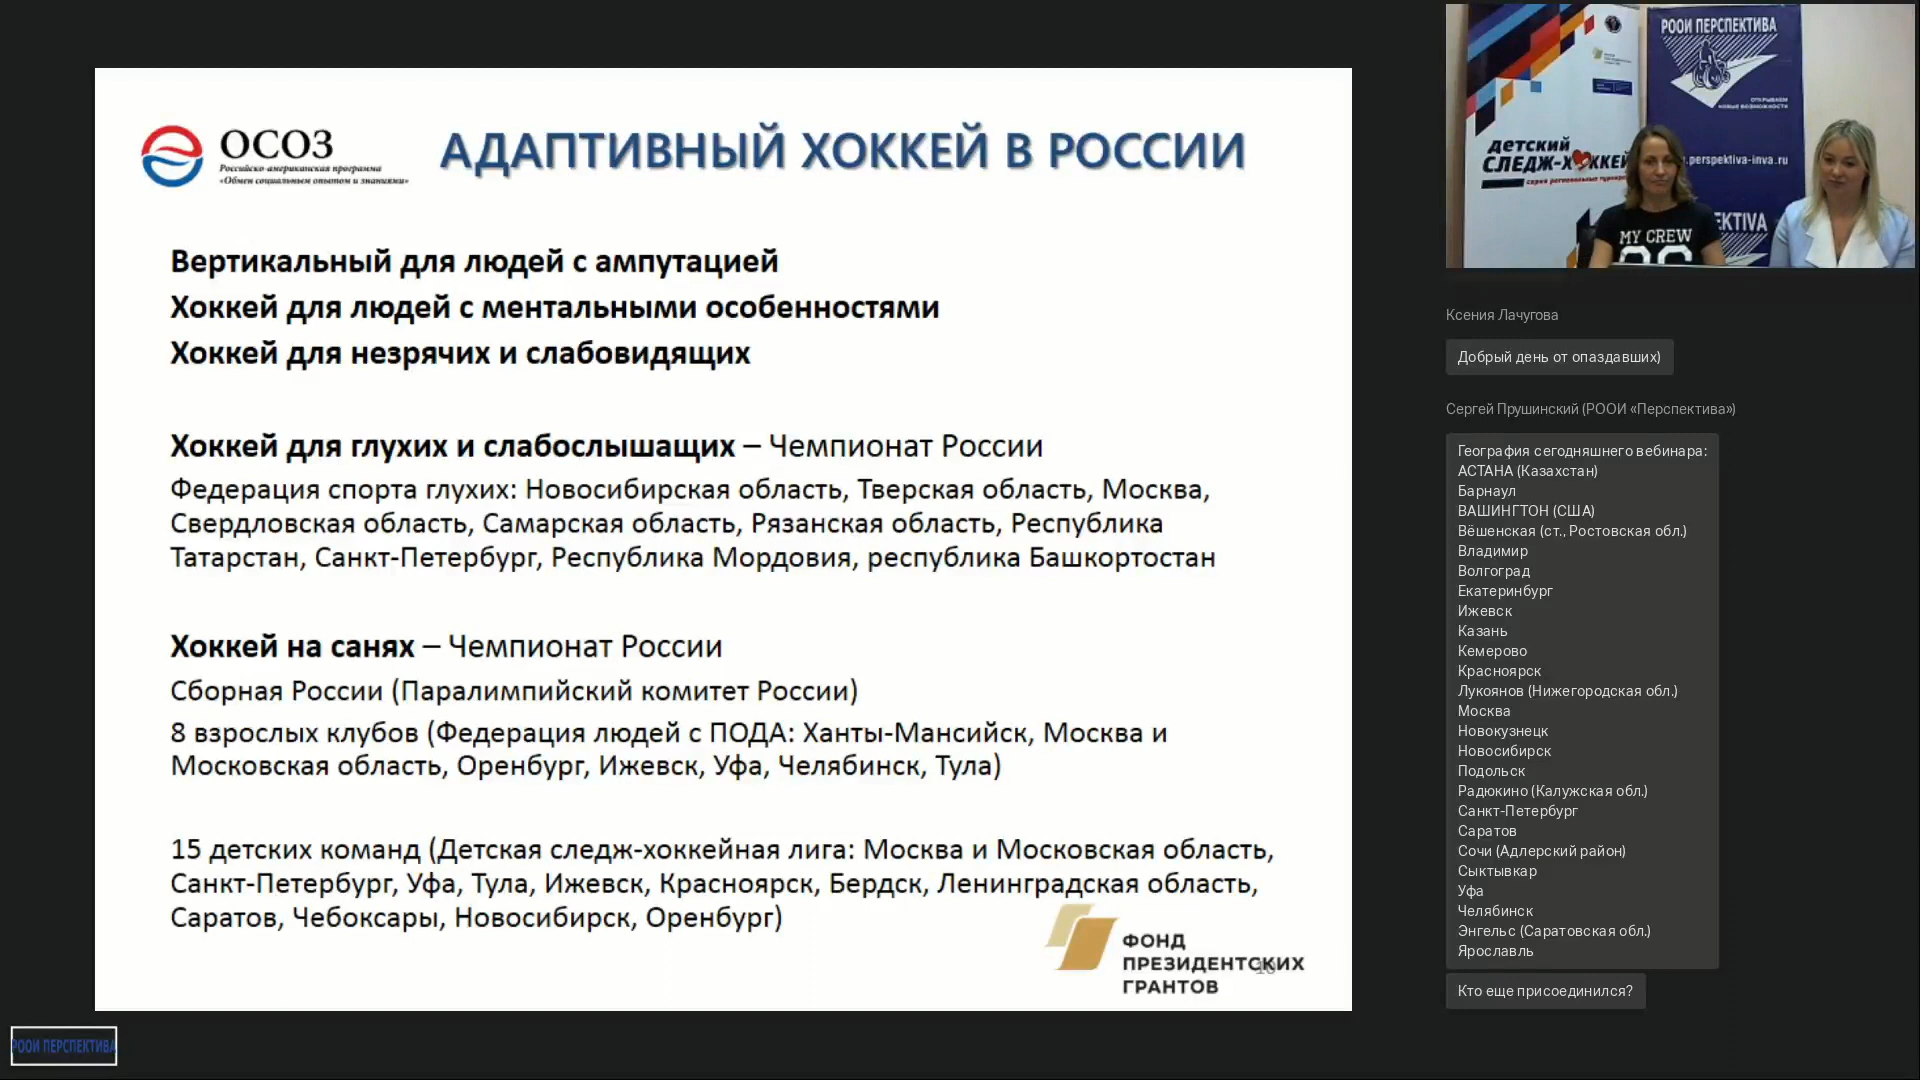 ОСОЗ
Российско-американская программа
«Обмен социальным опытом и знаниями»
АДАПТИВНЫЙ ХОККЕЙ В РОССИИ
Вертикальный для людей с ампутацией
Хоккей для людей с ментальными особенностями
Хоккей для незрячих и слабовидящих
Хоккей для глухих и слабослышащих – Чемпионат России
Федерация спорта глухих: Новосибирская область, Тверская область, Москва,
Свердловская область, Самарская область, Рязанская область, Республика
Татарстан, Санкт-Петербург, Республика Мордовия, республика Башкортостан
Хоккей на санях – Чемпионат России
Сборная России (Паралимпийский комитет России)
8 взрослых клубов (Федерация людей с ПОДА: Ханты-Мансийск, Москва и
Московская область, Оренбург, Ижевск, Уфа, Челябинск, Тула)
15 детских команд (Детская следж-хоккейная лига: Москва и Московская область,
Санкт-Петербург, Уфа, Тула, Ижевск, Красноярск, Бердск, Ленинградская область,
Саратов, Чебоксары, Новосибирск, Оренбург)
ФОНД
ПРЕЗИДЕНТСКИХ
ГРАНТОВ
РООИ ПЕРСПЕКТИВА
РООИ ПЕРСПЕКТИВА
ОТКРЫВАЕМ
НОВЫЕ ВОЗМОЖНОСТИ
ДЕТСКИЙ
СЛЕДЖ-ХОККЕЙ
.perspektiva-inva.ru
KTIVA
MY CREW
Ксения Лачугова
Добрый день от опаздавших)
Сергей Прушинский (РООИ «Перспектива»)
География сегодняшнего вебинара:
АСТАНА (Казахстан)
Барнаул
ВАШИНГТОН (США)
Вёшенская (ст., Ростовская обл.)
Владимир
Волгоград
Екатеринбург
Ижевск
Казань
Кемерово
Красноярск
Лукоянов (Нижегородская обл.)
Москва
Новокузнецк
Новосибирск
Подольск
Радюкино (Калужская обл.)
Санкт-Петербург
Саратов
Сочи (Адлерский район)
Сыктывкар
Уфа
Челябинск
Энгельс (Саратовская обл.)
Ярославль
Кто еще присоединился?